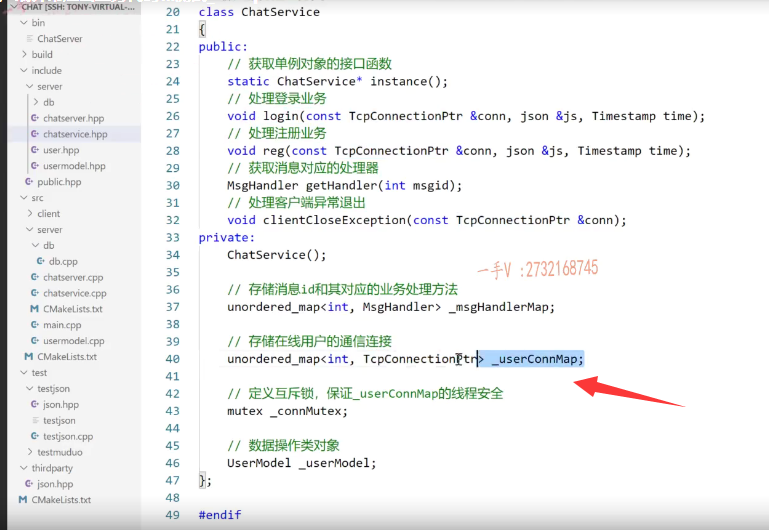 CHAT [SSH: TONY-VIRTUAL-...
bin
ChatServer
build
include
server
db
chatserver.hpp
chatservice.hpp
user.hpp
usermodel.hpp
public.hpp
src
client
server
db
db.cpp
chatserver.cpp
chatservice.cpp
CMakeLists.txt
main.cpp
usermodel.cpp
CMakeLists.txt
test
testjson
json.hpp
testjson
testjson.cpp
testmuduo
thirdparty
json.hpp
CMakeLists.txt
20 class ChatService
21 {
22 public:
23 // 获取单例对象的接口函数
24 static ChatService* instance();
25 // 处理登录业务
26 void login(const TcpConnectionPtr &conn, json &js, Timestamp time);
27 // 处理注册业务
28 void reg(const TcpConnectionPtr &conn, json &js, Timestamp time);
29 // 获取消息对应的处理器
30 MsgHandler getHandler(int msgid);
31 // 处理客户端异常退出
32 void clientCloseException(const TcpConnectionPtr &conn);
33 private:
34 ChatService();
35
一手V :2732168745
36 // 存储消息id和其对应的业务处理方法
37 unordered_map<int, MsgHandler> _msgHandlerMap;
38
39 // 存储在线用户的通信连接
40 unordered_map<int, TcpConnectionPtr> _userConnMap;
41
42 // 定义互斥锁，保证_userConnMap的线程安全
43 mutex _connMutex;
44
45 // 数据操作类对象
46 UserModel _userModel;
47 };
48
49 #endif